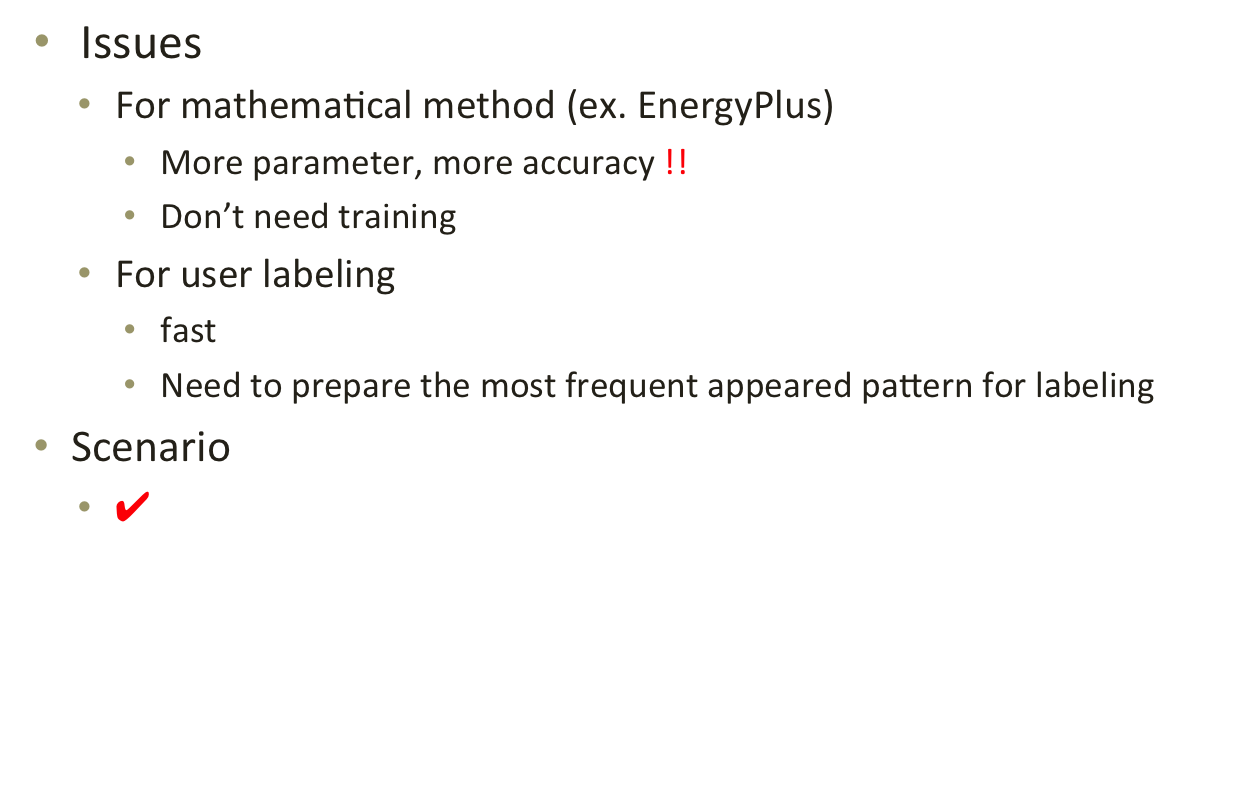 • Issues
• For mathematical method (ex. EnergyPlus)
• More parameter, more accuracy !!
• Don’t need training
• For user labeling
• fast
• Need to prepare the most frequent appeared pattern for labeling
• Scenario
• ✔